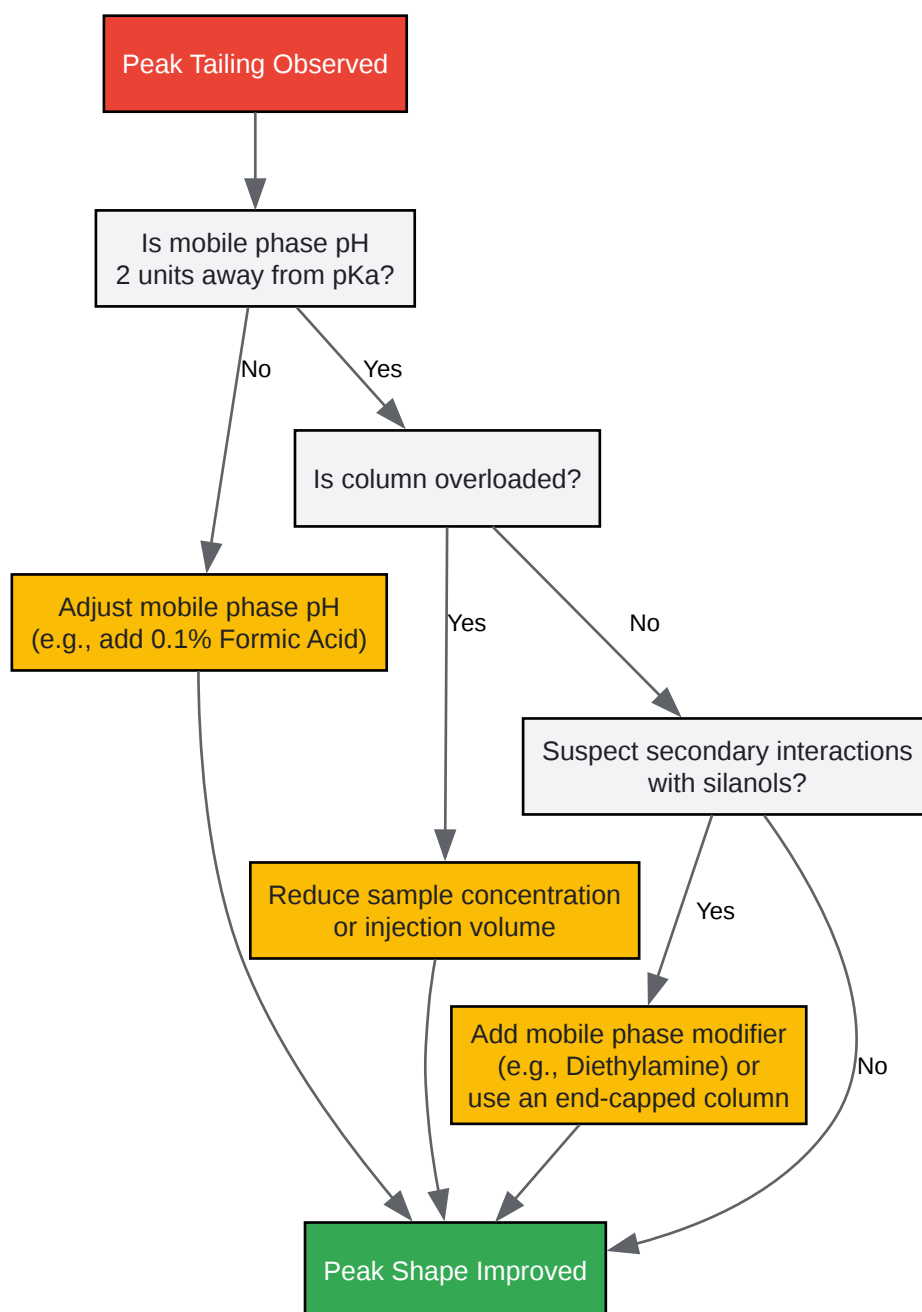 Peak Tailing Observed
Is mobile phase pH
2 units away from pKa?
No
Yes
Is column overloaded?
Adjust mobile phase pH
(e.g., add 0.1% Formic Acid)
Yes
No
Suspect secondary interactions
with silanols?
Reduce sample concentration
or injection volume
Yes
Add mobile phase modifier
(e.g., Diethylamine) or
use an end-capped column
No
Peak Shape Improved